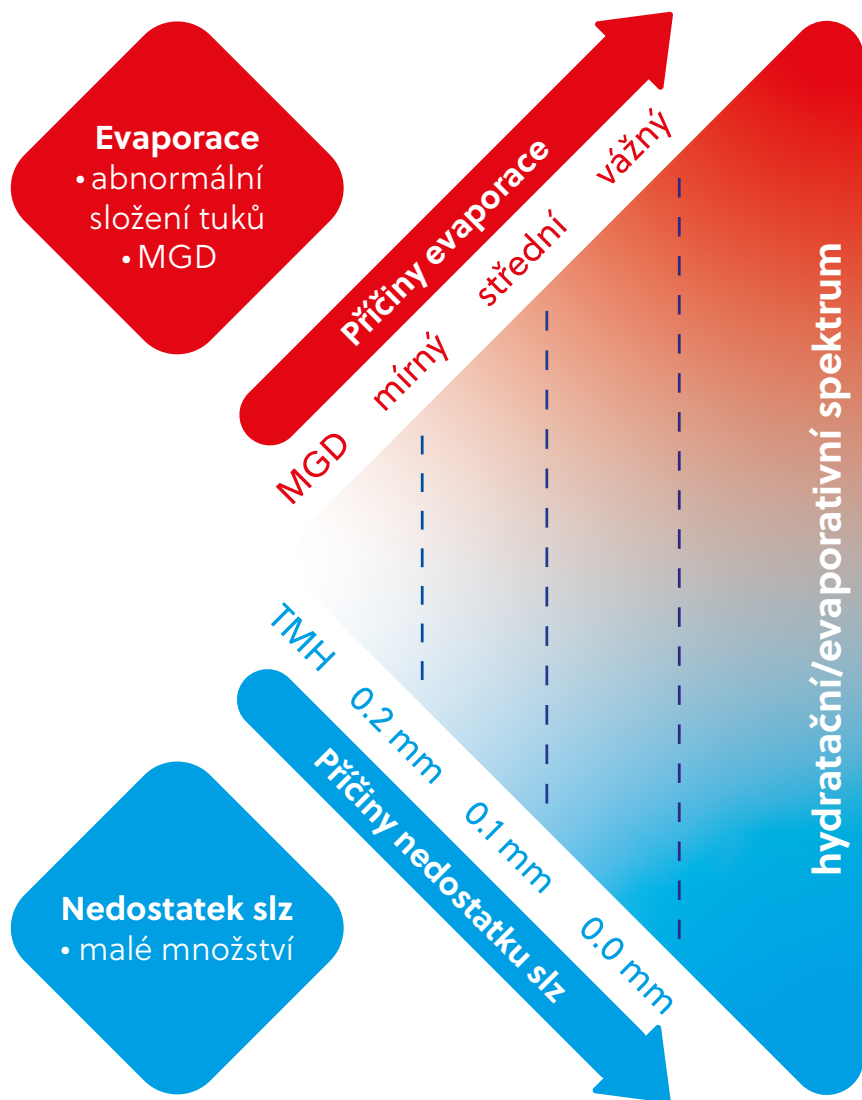 Evaporace
• abnormální
složení tuků
• MGD
Příčiny evaporace
MGD mírný střední vážný
hydratační/evaporativní spektrum
TMH 0.2 mm 0.1 mm 0.0 mm
Příčiny nedostatku slz
Nedostatek slz
• malé množství